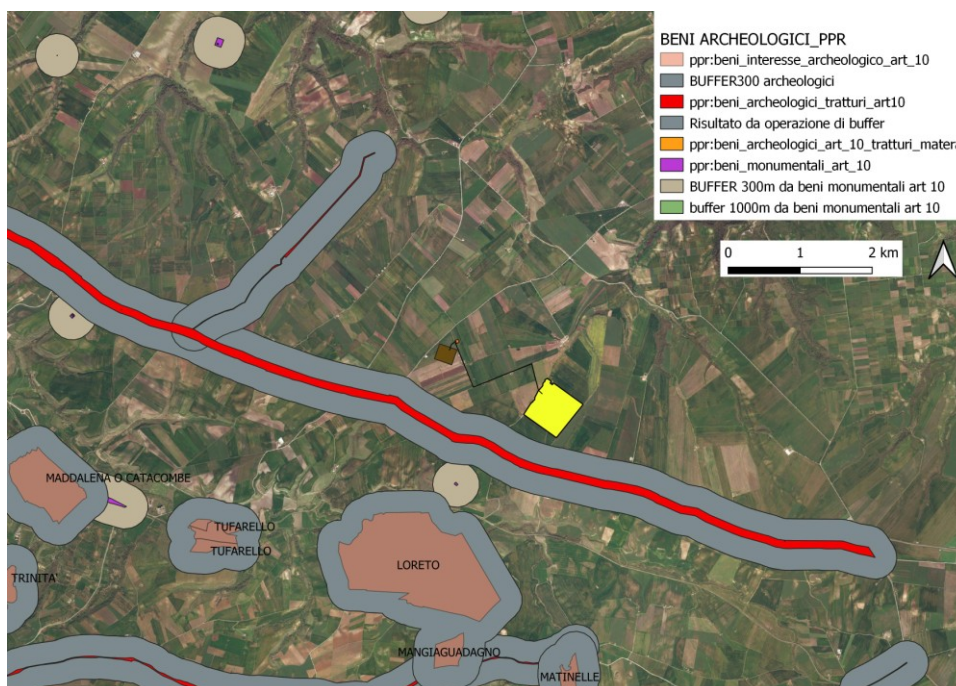 BENI ARCHEOLOGICI_PPR
ppr:beni_interesse_archeologico_art_10
BUFFER300 archeologici
ppr:beni_archeologici_tratturi_art10
Risultato da operazione di buffer
ppr:beni_archeologici_art_10_tratturi_matera
ppr:beni_monumentali_art_10
BUFFER 300m da beni monumentali art 10
buffer 1000m da beni monumentali art 10
0 1 2 km
MADDALENA O CATACOMBE
TUFARELLO
TUFARELLO
LORETO
TRINITA'
MANGIAGUADAGNO
MATINELLE